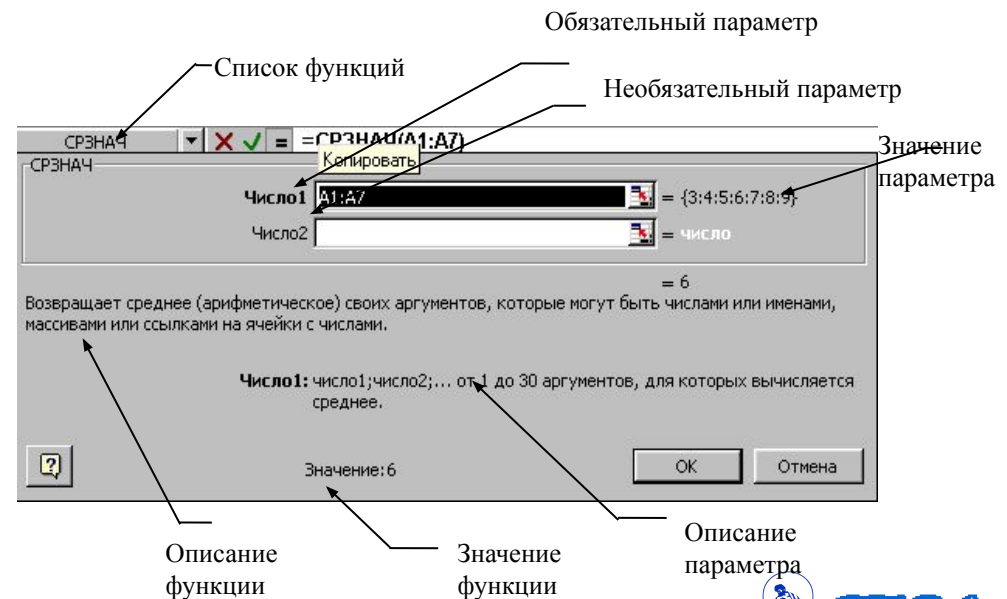 Обязательный параметр
Список функций
Необязательный параметр
СРЗНАЧ
= =СРЗНАЧ(A1:A7)
Значение
параметра
СРЗНАЧ
Копировать
Число1 A1:A7 = {3:4:5:6:7:8:9}
Число2 = число
= 6
Возвращает среднее (арифметическое) своих аргументов, которые могут быть числами или именами,
массивами или ссылками на ячейки с числами.
Число1: число1;число2;... от 1 до 30 аргументов, для которых вычисляется
среднее.
?
Значение:6
OK
Отмена
Описание
функции
Значение
функции
Описание
параметра